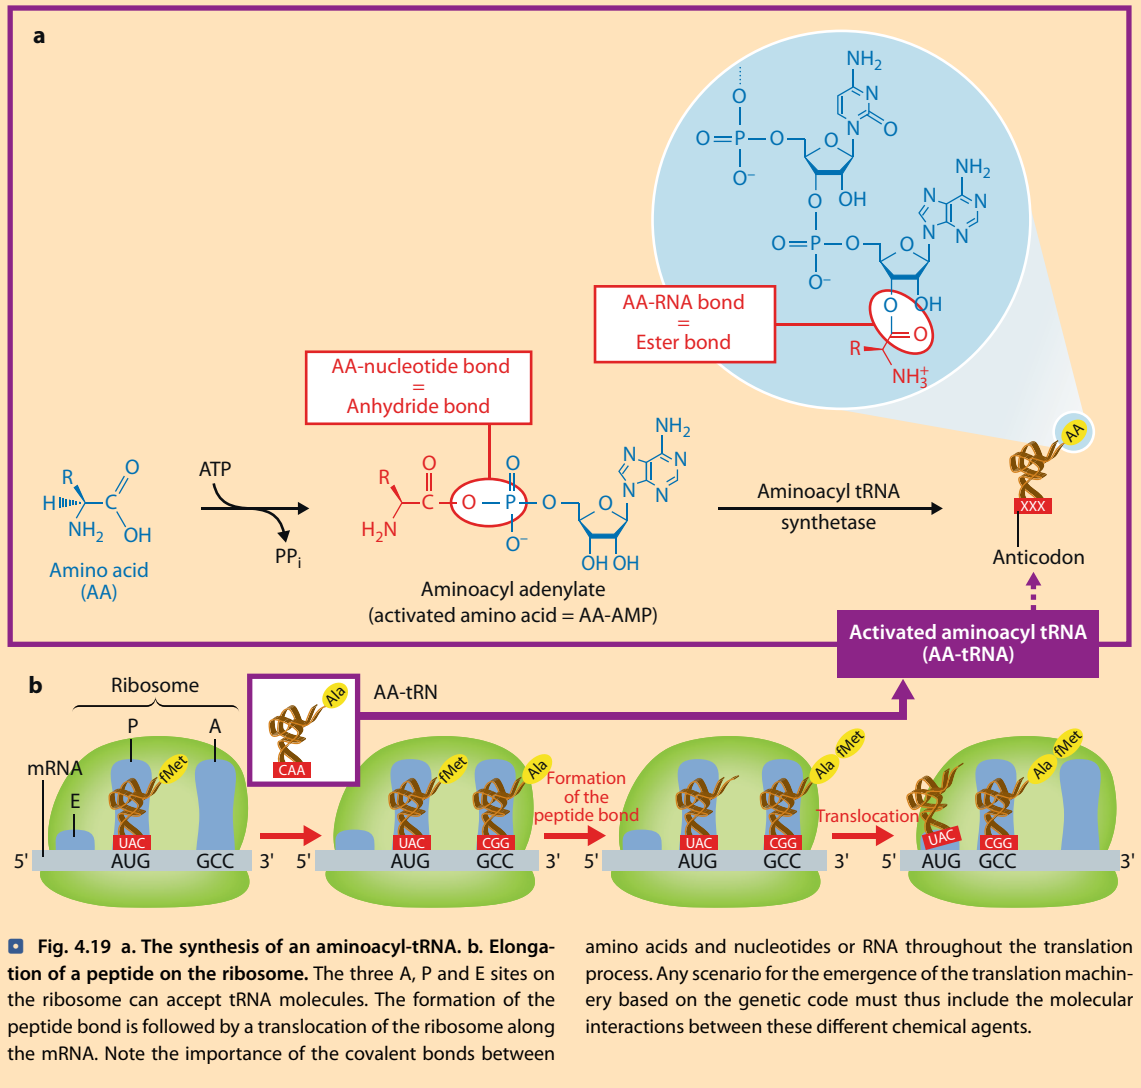 a
NH₂
O
N
O=P—O
O
N
O
O⁻
NH₂
O
OH
N
N
O=P—O
O
N
N
O⁻
AA-RNA bond
=
Ester bond
O
OH
O
R
NH₃⁺
AA-nucleotide bond
=
Anhydride bond
AA
NH₂
R
O
ATP
R
O
O
N
N
H
C
C
O
P
O
O
N
N
XXX
NH₂
OH
H₂N
O⁻
PPᵢ
OH OH
Aminoacyl tRNA
synthetase
Anticodon
Amino acid
(AA)
Aminoacyl adenylate
(activated amino acid = AA-AMP)
Activated aminoacyl tRNA
(AA-tRNA)
b
Ribosome
AA-tRN
Ala
CAA
P
A
mRNA
E
fMet
UAC
5'
AUG
GCC
3'
fMet
Ala
UAC
CGG
5'
AUG
GCC
3'
Formation
of the
peptide bond
Ala
fMet
UAC
CGG
5'
AUG
GCC
3'
Translocation
Ala
fMet
UAC
CGG
5'
AUG
GCC
3'
Fig. 4.19 a. The synthesis of an aminoacyl-tRNA. b. Elonga-
tion of a peptide on the ribosome. The three A, P and E sites on
the ribosome can accept tRNA molecules. The formation of the
peptide bond is followed by a translocation of the ribosome along
the mRNA. Note the importance of the covalent bonds between
amino acids and nucleotides or RNA throughout the translation
process. Any scenario for the emergence of the translation machin-
ery based on the genetic code must thus include the molecular
interactions between these different chemical agents.